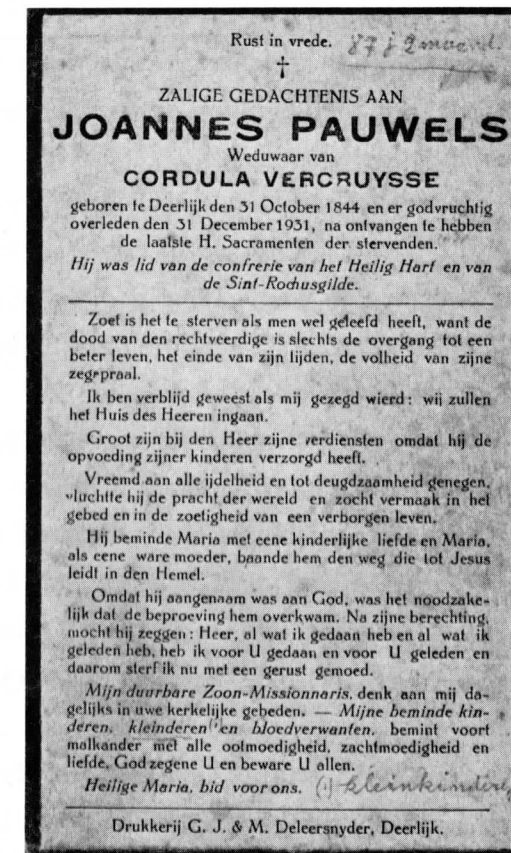 Rust in vrede. 87 j 2 maand.
†
ZALIGE GEDACHTENIS AAN
JOANNES PAUWELS
Weduwaar van
CORDULA VERCRUYSSE
geboren te Deerlijk den 31 October 1844 en er godvruchtig
overleden den 31 December 1931, na ontvangen te hebben
de laatste H. Sacramenten der stervenden.
Hij was lid van de confrerie van het Heilig Hart en van
de Sint-Rochusgilde.
Zoet is het te sterven als men wel geleefd heeft, want de
dood van den rechtveerdige is slechts de overgang tot een
beter leven, het einde van zijn lijden, de volheid van zijne
zegepraal.
Ik ben verblijd geweest als mij gezegd wierd: wij zullen
het Huis des Heeren ingaan.
Groot zijn bij den Heer zijne verdiensten omdat hij de
opvoeding zijner kinderen verzorgd heeft.
Vreemd aan alle ijdelheid en tot deugdzaamheid genegen,
vluchtte hij de pracht der wereld en zocht vermaak in het
gebed en in de zoetigheid van een verborgen leven.
Hij beminde Maria met eene kinderlijke liefde en Maria,
als eene ware moeder, baande hem den weg die tot Jesus
leidt in den Hemel.
Omdat hij aangenaam was aan God, was het noodzake-
lijk dat de beproeving hem overkwam. Na zijne berechting,
mocht hij zeggen: Heer, al wat ik gedaan heb en al wat ik
geleden heb, heb ik voor U gedaan en voor U geleden en
daarom sterf ik nu met een gerust gemoed.
Mijn duurbare Zoon-Missionnaris, denk aan mij da-
gelijks in uwe kerkelijke gebeden. — Mijne beminde kin-
deren, kleinderen (1) en bloedverwanten, bemint voort
malkander met alle ootmoedigheid, zachtmoedigheid en
liefde, God zegene U en beware U allen.
Heilige Maria, bid voor ons. (1) kleinkinderen
Drukkerij G. J. & M. Deleersnyder, Deerlijk.